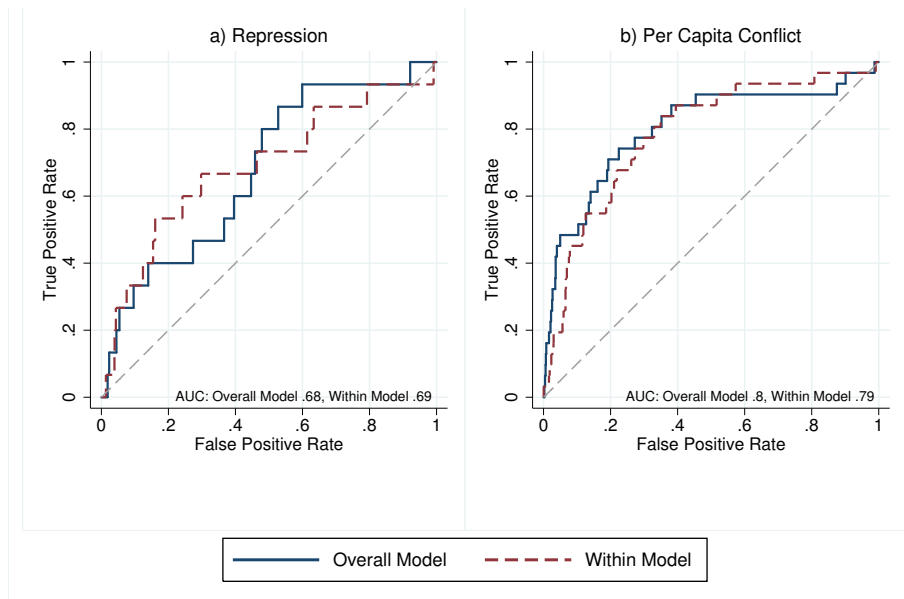 a) Repression
True Positive Rate
1
.8
.6
.4
.2
0
AUC: Overall Model .68, Within Model .69
0 .2 .4 .6 .8 1
False Positive Rate
b) Per Capita Conflict
True Positive Rate
1
.8
.6
.4
.2
0
AUC: Overall Model .8, Within Model .79
0 .2 .4 .6 .8 1
False Positive Rate
Overall Model Within Model